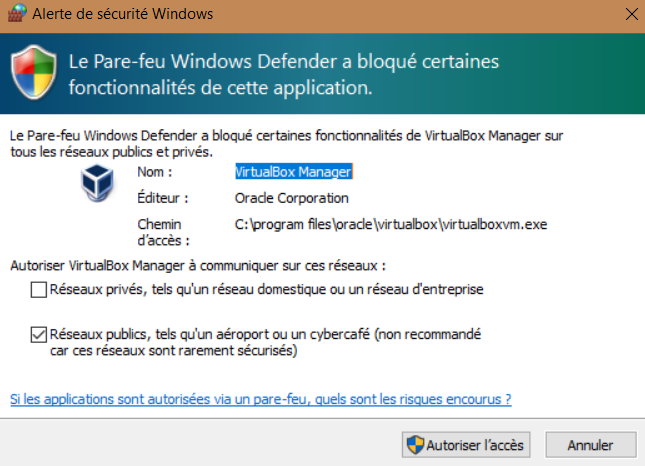 Alerte de sécurité Windows
Le Pare-feu Windows Defender a bloqué certaines
fonctionnalités de cette application.
Le Pare-feu Windows Defender a bloqué certaines fonctionnalités de VirtualBox Manager sur
tous les réseaux publics et privés.
Nom : VirtualBox Manager
Éditeur : Oracle Corporation
Chemin d'accès : C:\program files\oracle\virtualbox\virtualboxvm.exe
Autoriser VirtualBox Manager à communiquer sur ces réseaux :
Réseaux privés, tels qu'un réseau domestique ou un réseau d'entreprise
Réseaux publics, tels qu'un aéroport ou un cybercafé (non recommandé
car ces réseaux sont rarement sécurisés)
Si les applications sont autorisées via un pare-feu, quels sont les risques encourus ?
Autoriser l'accès Annuler